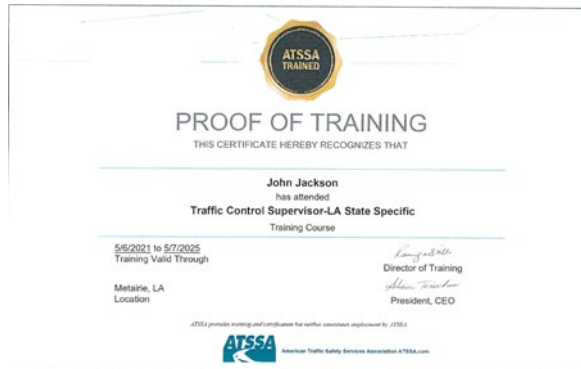 ATSSA
TRAINED
PROOF OF TRAINING
THIS CERTIFICATE HEREBY RECOGNIZES THAT
John Jackson
has attended
Traffic Control Supervisor-LA State Specific
Training Course
5/6/2021 to 5/7/2025
Training Valid Through
Director of Training
Metairie, LA
Location
President, CEO
ATSSA provides training and certification but neither constitutes employment by ATSSA.
ATSSA
American Traffic Safety Services Association ATSSA.com